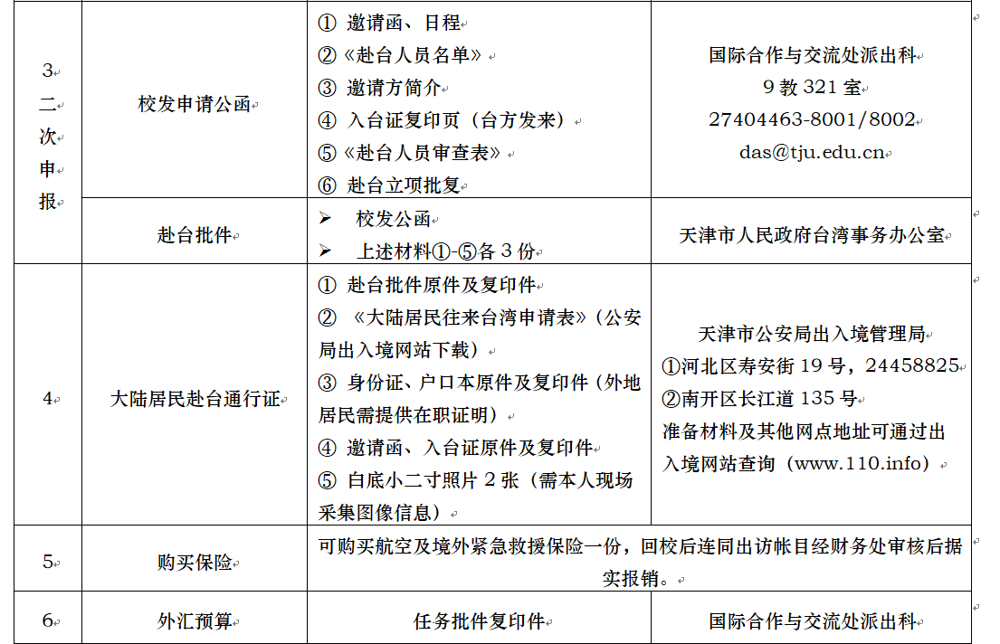 3
二
次
申
报
校发申请公函
① 邀请函、日程
②《赴台人员名单》
③ 邀请方简介
④ 入台证复印页（台方发来）
⑤《赴台人员审查表》
⑥ 赴台立项批复
国际合作与交流处派出科
9 教 321 室
27404463-8001/8002
das@tju.edu.cn
赴台批件
➢ 校发公函
➢ 上述材料①-⑤各 3 份
天津市人民政府台湾事务办公室
4
大陆居民赴台通行证
① 赴台批件原件及复印件
② 《大陆居民往来台湾申请表》（公安
局出入境网站下载）
③ 身份证、户口本原件及复印件（外地
居民需提供在职证明）
④ 邀请函、入台证原件及复印件
⑤ 白底小二寸照片 2 张（需本人现场
采集图像信息）
天津市公安局出入境管理局
①河北区寿安街 19 号，24458825
②南开区长江道 135 号
准备材料及其他网点地址可通过出
入境网站查询（www.110.info）
5
购买保险
可购买航空及境外紧急救援保险一份，回校后连同出访帐目经财务处审核后据
实报销。
6
外汇预算
任务批件复印件
国际合作与交流处派出科